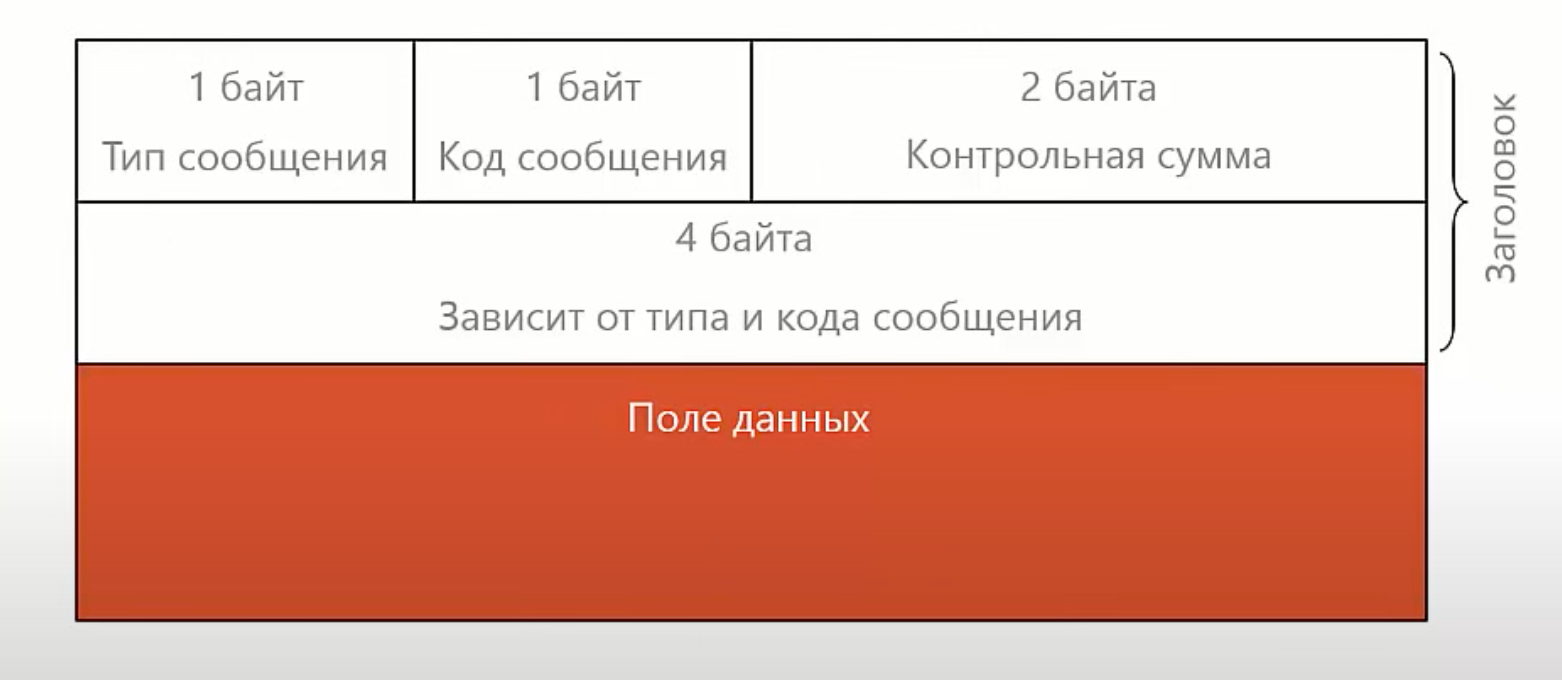 1 байт
Тип сообщения
1 байт
Код сообщения
2 байта
Контрольная сумма
4 байта
Зависит от типа и кода сообщения
Поле данных
Заголовок